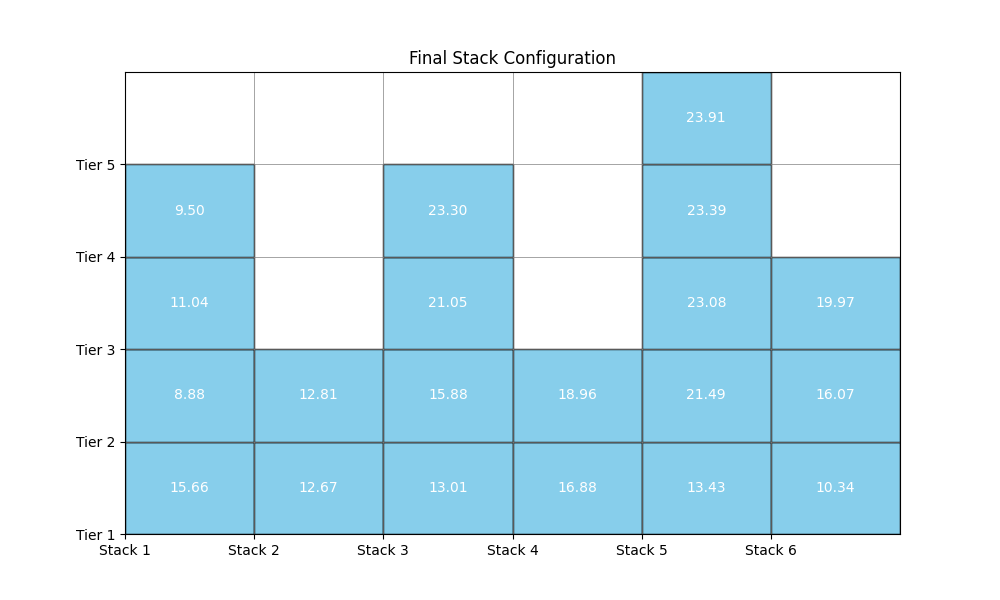 Final Stack Configuration
23.91
Tier 5
9.50 23.30 23.39
Tier 4
11.04 21.05 23.08 19.97
Tier 3
8.88 12.81 15.88 18.96 21.49 16.07
Tier 2
15.66 12.67 13.01 16.88 13.43 10.34
Tier 1
Stack 1 Stack 2 Stack 3 Stack 4 Stack 5 Stack 6